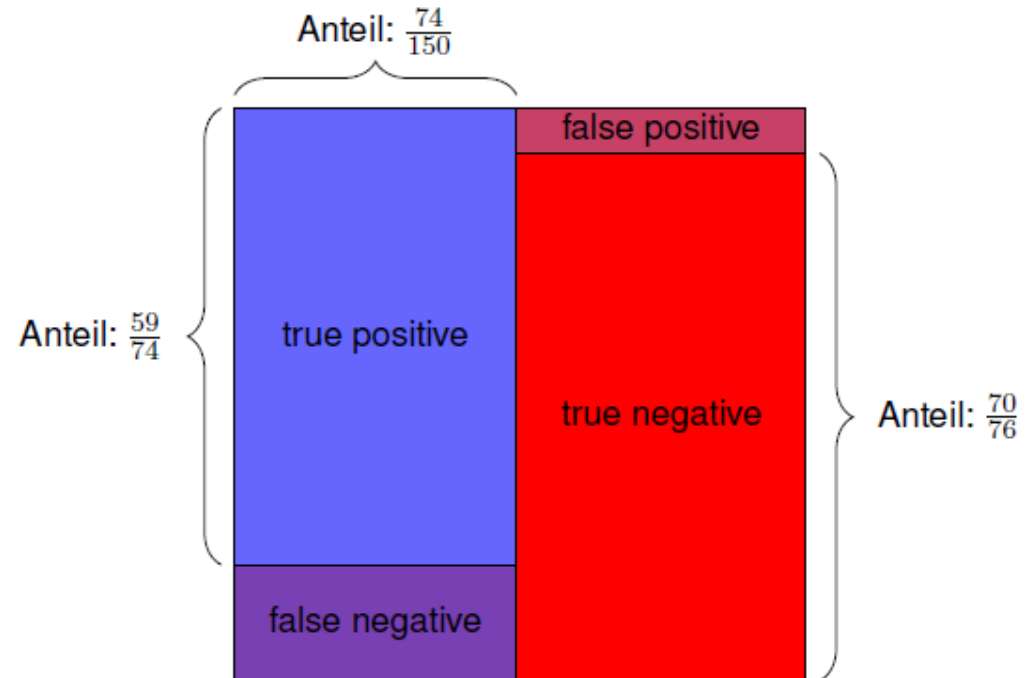 Anteil: 74/150
false positive
Anteil: 59/74
true positive
true negative
Anteil: 70/76
false negative